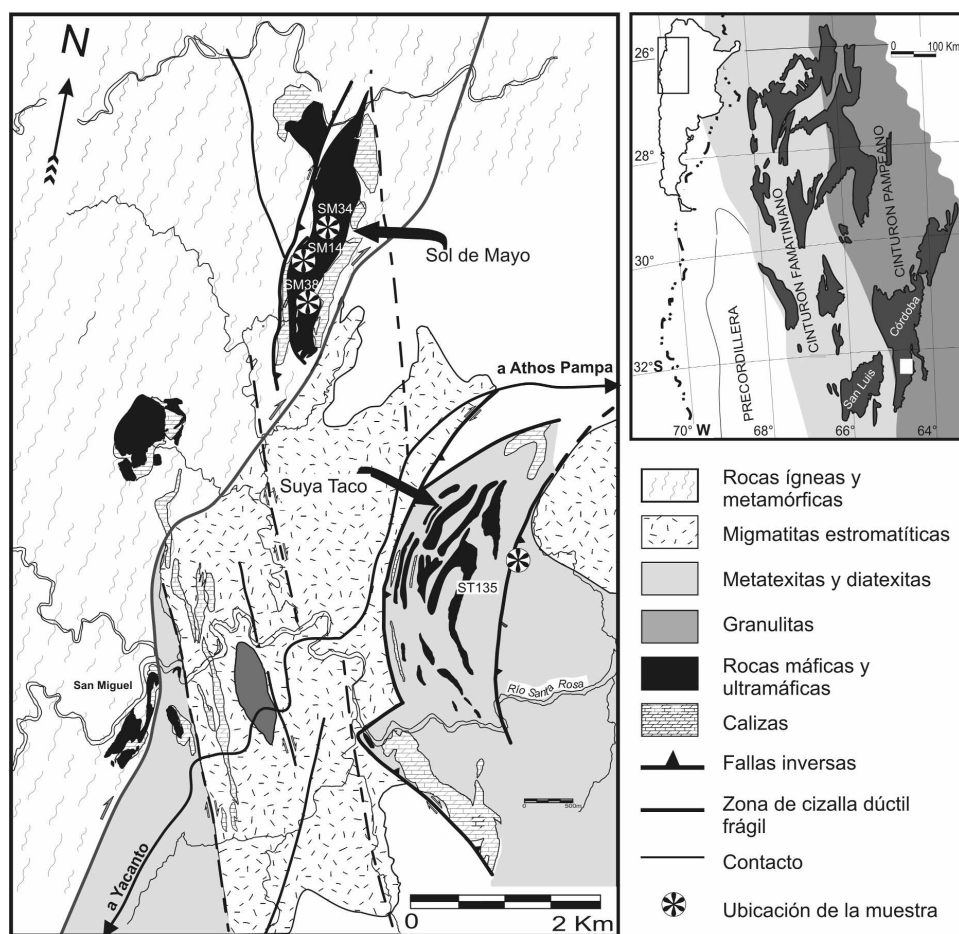 N
SM34
SM14
SM38
Sol de Mayo
a Athos Pampa
Suya Taco
ST135
Río Santa Rosa
San Miguel
500m
a Yacanto
0 2 Km
26°
28°
30°
32°S
70° W 68° 66° 64°
0 100 Km
PRECORDILLERA
CINTURON FAMATINIANO
CINTURON PAMPEANO
Córdoba
San Luis
Rocas ígneas y
metamórficas
Migmatitas estromatíticas
Metatexitas y diatexitas
Granulitas
Rocas máficas y
ultramáficas
Calizas
Fallas inversas
Zona de cizalla dúctil
frágil
Contacto
Ubicación de la muestra